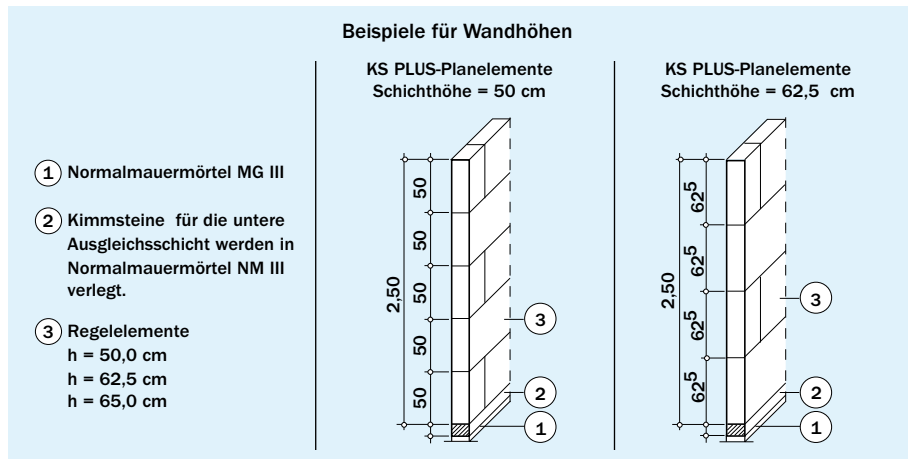 Beispiele für Wandhöhen
1 Normalmauermörtel MG III
2 Kimmsteine für die untere
Ausgleichsschicht werden in
Normalmauermörtel NM III
verlegt.
3 Regelelemente
h = 50,0 cm
h = 62,5 cm
h = 65,0 cm
KS PLUS-Planelemente
Schichthöhe = 50 cm
2,50
50
50
50
50
50
3
2
1
KS PLUS-Planelemente
Schichthöhe = 62,5 cm
2,50
62⁵
62⁵
62⁵
62⁵
3
2
1